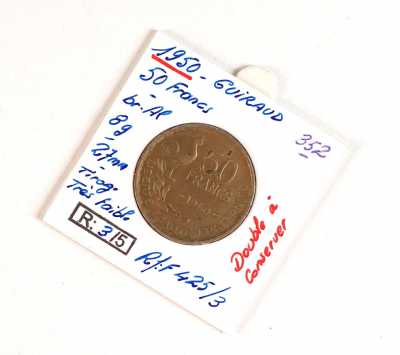 1950 - GUIRAUD
50 Francs
br. Al
8g
27mm
Tirage
Très faible
R: 3/5
Réf: F 425/3
352
Double à
conserver
50
FRANCS